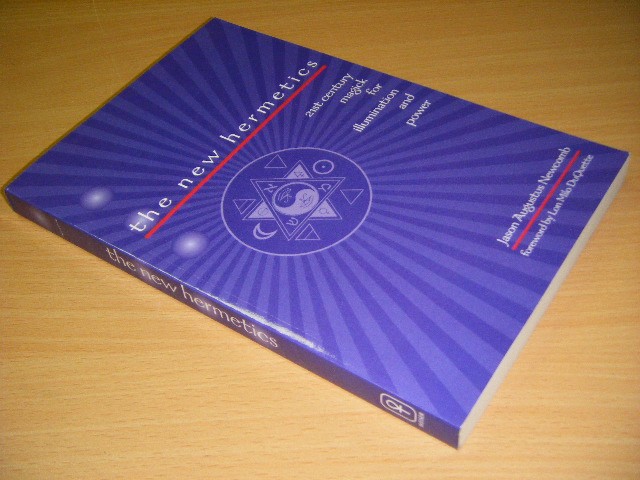 the new hermetics
21st century
magick
for
illumination
and
power
Jason Augustus Newcomb
foreword by Lon Milo DuQuette
the new hermetics
WEISER